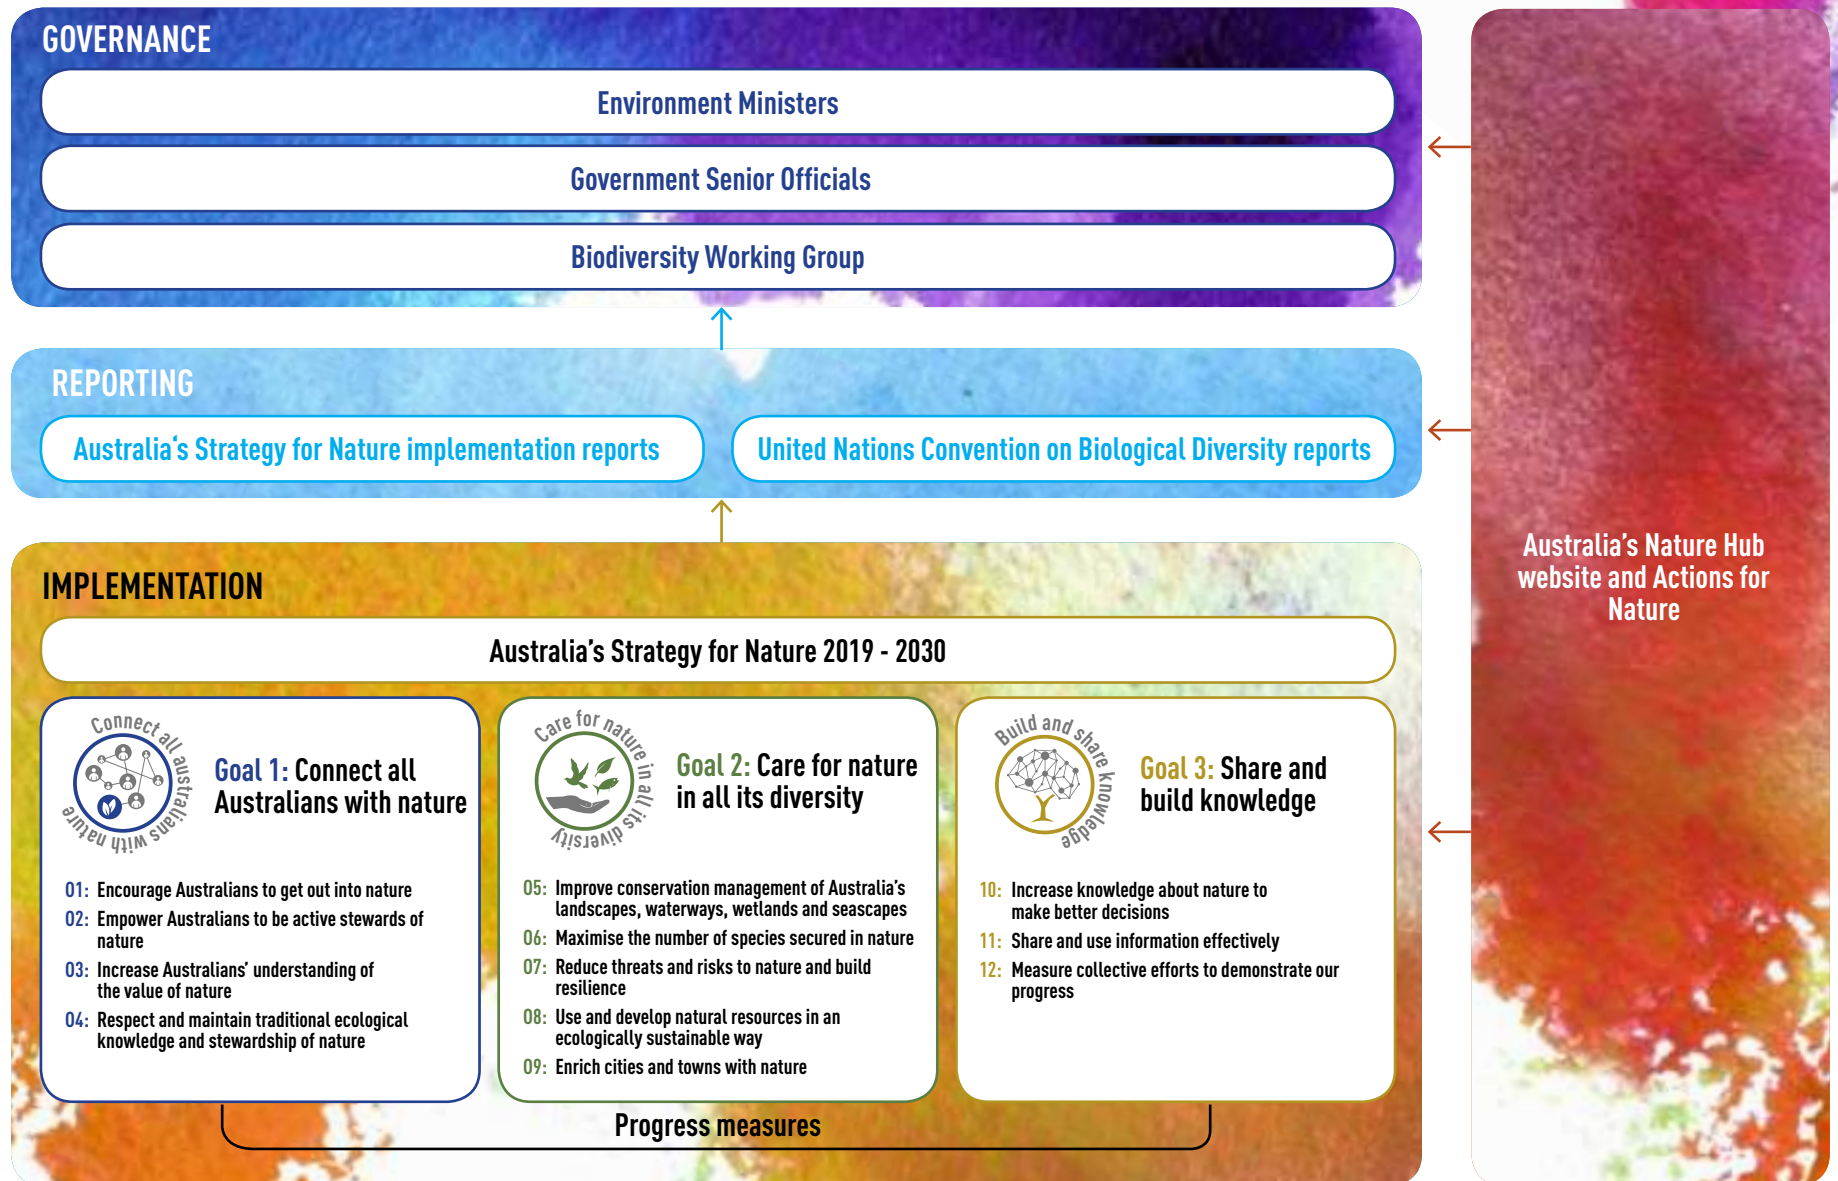 GOVERNANCE
Environment Ministers
Government Senior Officials
Biodiversity Working Group
REPORTING
Australia‘s Strategy for Nature implementation reports
United Nations Convention on Biological Diversity reports
IMPLEMENTATION
Australia’s Strategy for Nature 2019 - 2030
Connect all australians with nature
Goal 1: Connect all
Australians with nature
01: Encourage Australians to get out into nature
02: Empower Australians to be active stewards of
nature
03: Increase Australians’ understanding of
the value of nature
04: Respect and maintain traditional ecological
knowledge and stewardship of nature
Care for nature in all its diversity
Goal 2: Care for nature
in all its diversity
05: Improve conservation management of Australia’s
landscapes, waterways, wetlands and seascapes
06: Maximise the number of species secured in nature
07: Reduce threats and risks to nature and build
resilience
08: Use and develop natural resources in an
ecologically sustainable way
09: Enrich cities and towns with nature
Build and share knowledge
Goal 3: Share and
build knowledge
10: Increase knowledge about nature to
make better decisions
11: Share and use information effectively
12: Measure collective efforts to demonstrate our
progress
Progress measures
Australia’s Nature Hub
website and Actions for
Nature